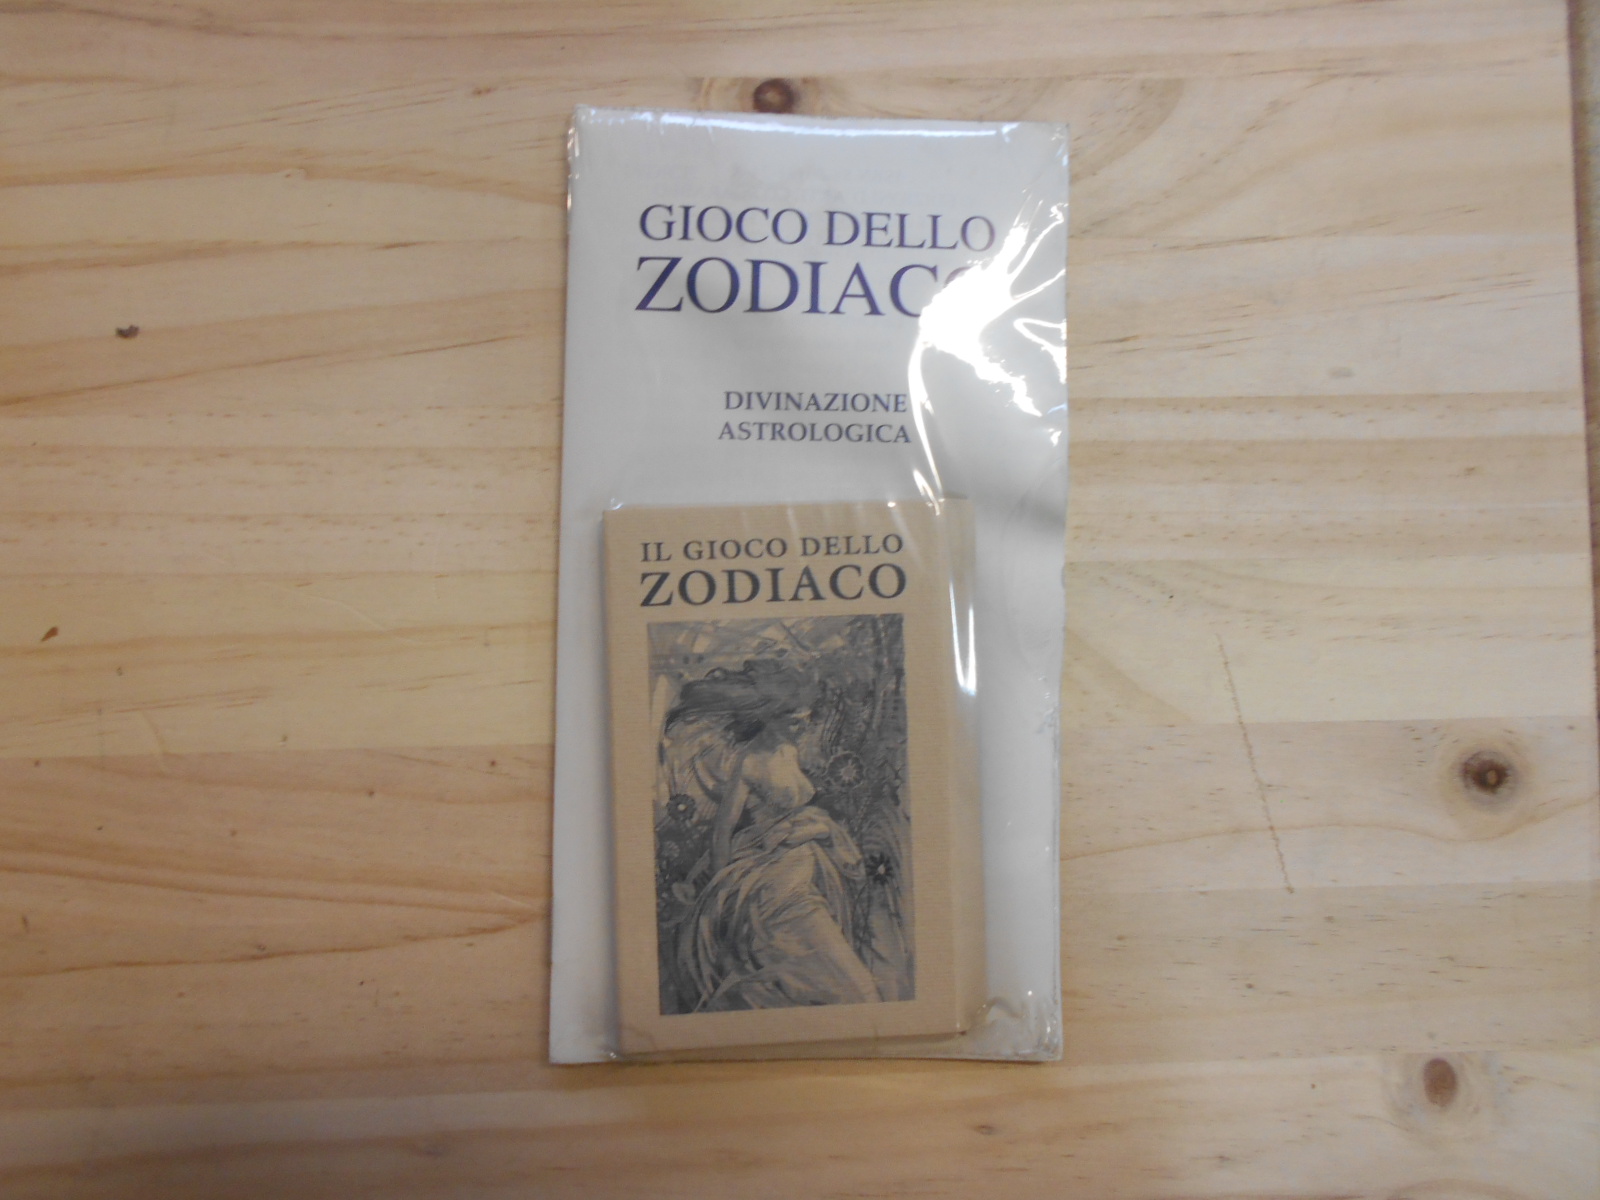 GIOCO DELLO
ZODIACO
DIVINAZIONE
ASTROLOGICA
IL GIOCO DELLO
ZODIACO